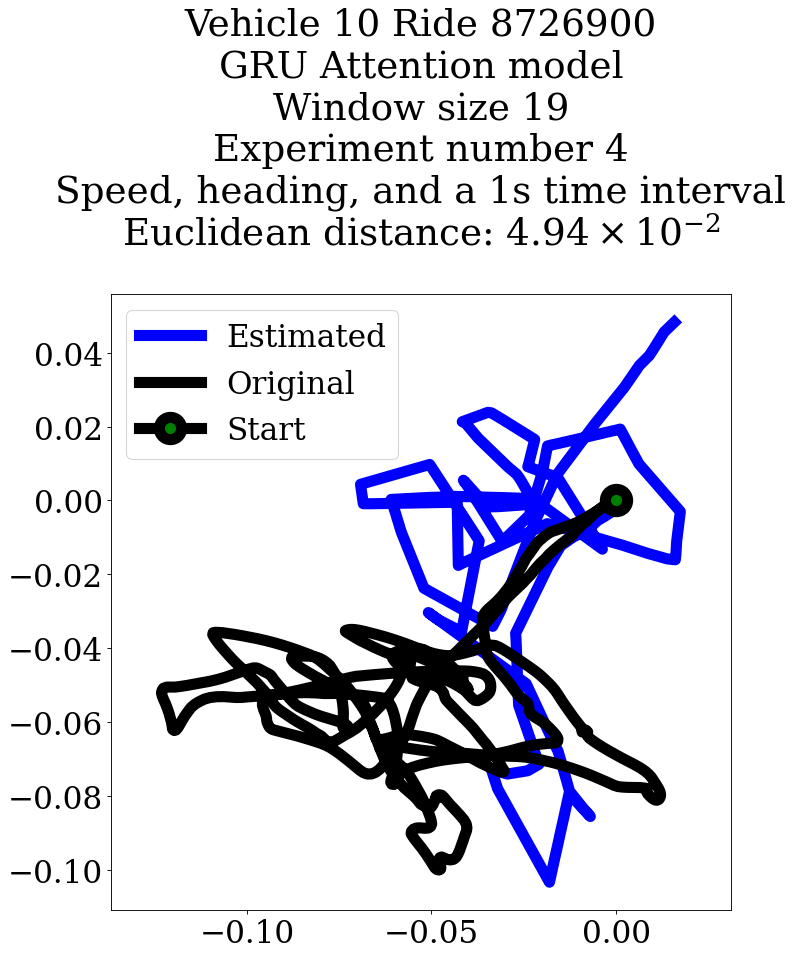 Vehicle 10 Ride 8726900
GRU Attention model
Window size 19
Experiment number 4
Speed, heading, and a 1s time interval
Euclidean distance: 4.94 × 10⁻²
Estimated
Original
Start
0.04
0.02
0.00
−0.02
−0.04
−0.06
−0.08
−0.10
−0.10
−0.05
0.00